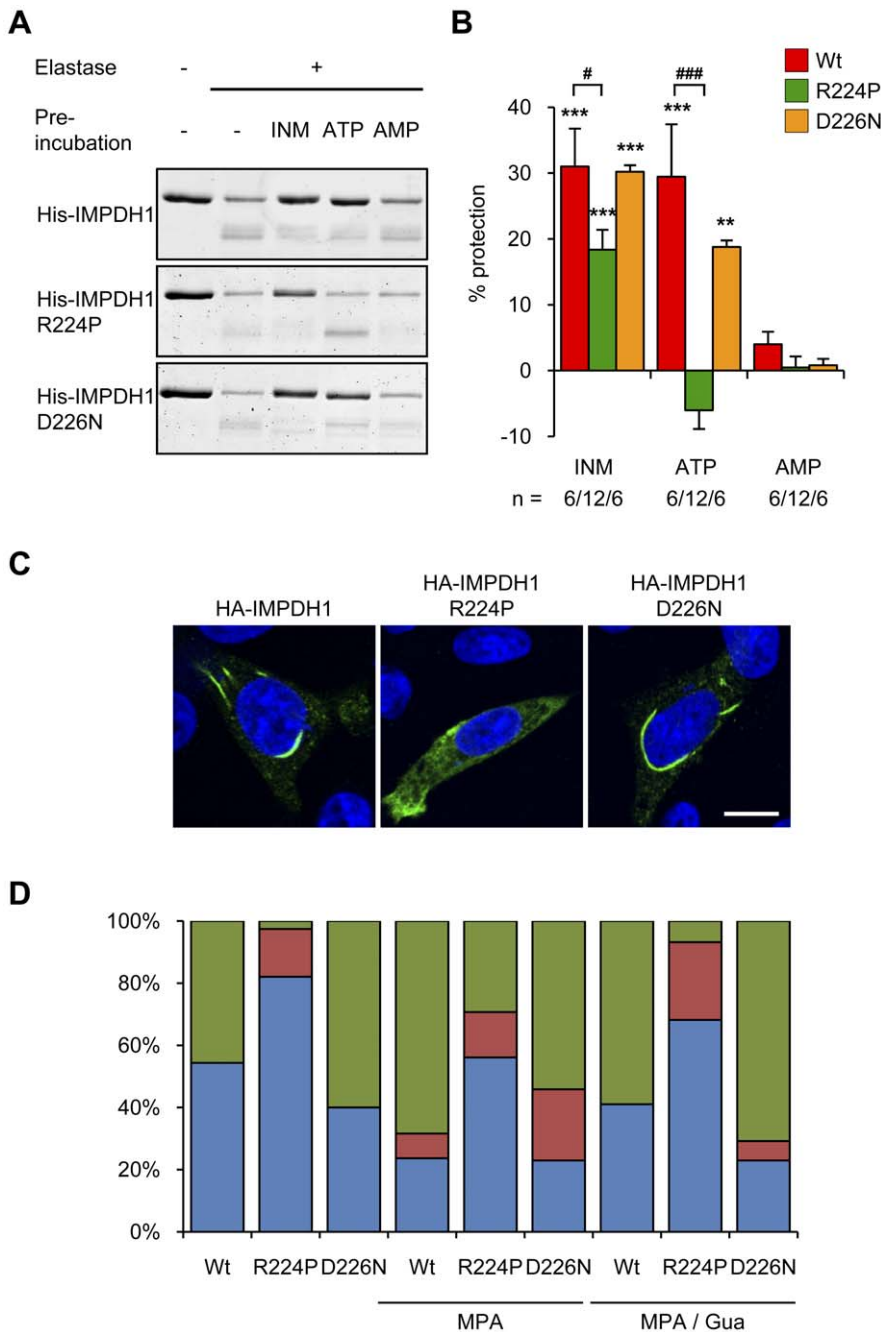 A
Elastase - +
Pre-
incubation - - INM ATP AMP
His-IMPDH1
His-IMPDH1
R224P
His-IMPDH1
D226N
B
Wt
R224P
D226N
# ###
*** *** *** *** **
% protection
40
30
20
10
0
-10
INM ATP AMP
n = 6/12/6 6/12/6 6/12/6
C
HA-IMPDH1
HA-IMPDH1
R224P
HA-IMPDH1
D226N
D
100%
80%
60%
40%
20%
0%
Wt R224P D226N Wt R224P D226N Wt R224P D226N
MPA MPA / Gua